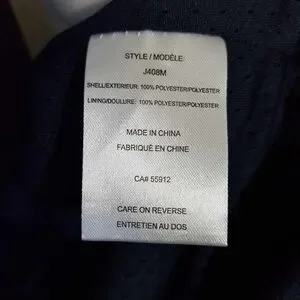 STYLE / MODÈLE:
J408M
SHELL/EXTERIEUR: 100% POLYESTER/POLYESTER
LINING/DOULLURE: 100% POLYESTER/POLYESTER
MADE IN CHINA
FABRIQUÉ EN CHINE
CA# 55912
CARE ON REVERSE
ENTRETIEN AU DOS